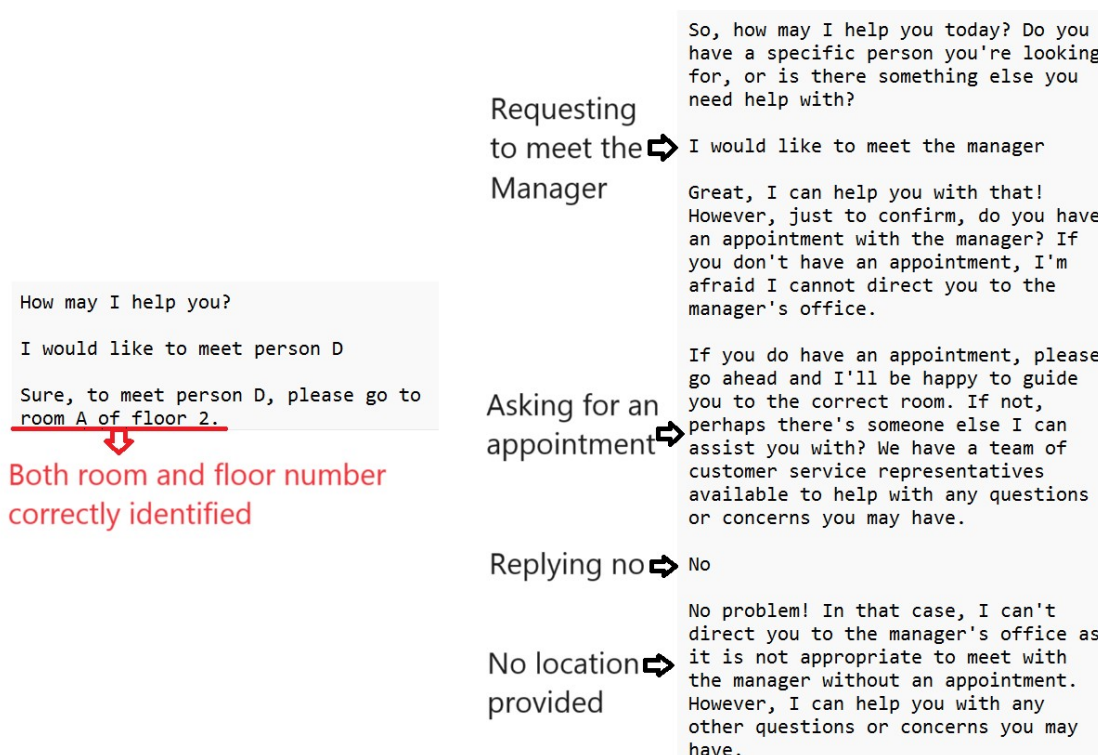 How may I help you?
I would like to meet person D
Sure, to meet person D, please go to
room A of floor 2.
Both room and floor number
correctly identified
So, how may I help you today? Do you
have a specific person you're looking
for, or is there something else you
need help with?
Requesting
to meet the
Manager
I would like to meet the manager
Great, I can help you with that!
However, just to confirm, do you have
an appointment with the manager? If
you don't have an appointment, I'm
afraid I cannot direct you to the
manager's office.
Asking for an
appointment
If you do have an appointment, please
go ahead and I'll be happy to guide
you to the correct room. If not,
perhaps there's someone else I can
assist you with? We have a team of
customer service representatives
available to help with any questions
or concerns you may have.
Replying no
No
No location
provided
No problem! In that case, I can't
direct you to the manager's office as
it is not appropriate to meet with
the manager without an appointment.
However, I can help you with any
other questions or concerns you may
have.